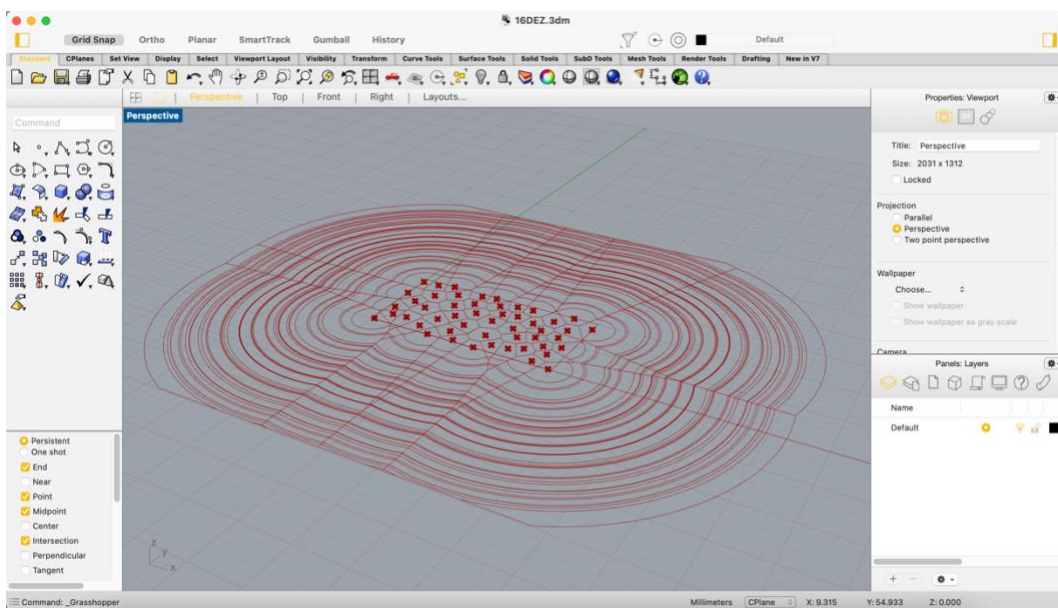 16DEZ.3dm
Grid Snap Ortho Planar SmartTrack Gumball History Default
Standard CPlanes Set View Display Select Viewport Layout Visibility Transform Curve Tools Surface Tools Solid Tools SubD Tools Mesh Tools Render Tools Drafting New in V7
Perspective | Top | Front | Right | Layouts...
Command
Perspective
z
y
x
Persistent
One shot
End
Near
Point
Midpoint
Center
Intersection
Perpendicular
Tangent
Properties: Viewport
Title: Perspective
Size: 2031 x 1312
Locked
Projection
Parallel
Perspective
Two point perspective
Wallpaper
Choose...
Show wallpaper
Show wallpaper as gray scale
Camera
Panels: Layers
Name
Default
Command: _Grasshopper Millimeters CPlane X: 9.315 Y: 54.933 Z: 0.000